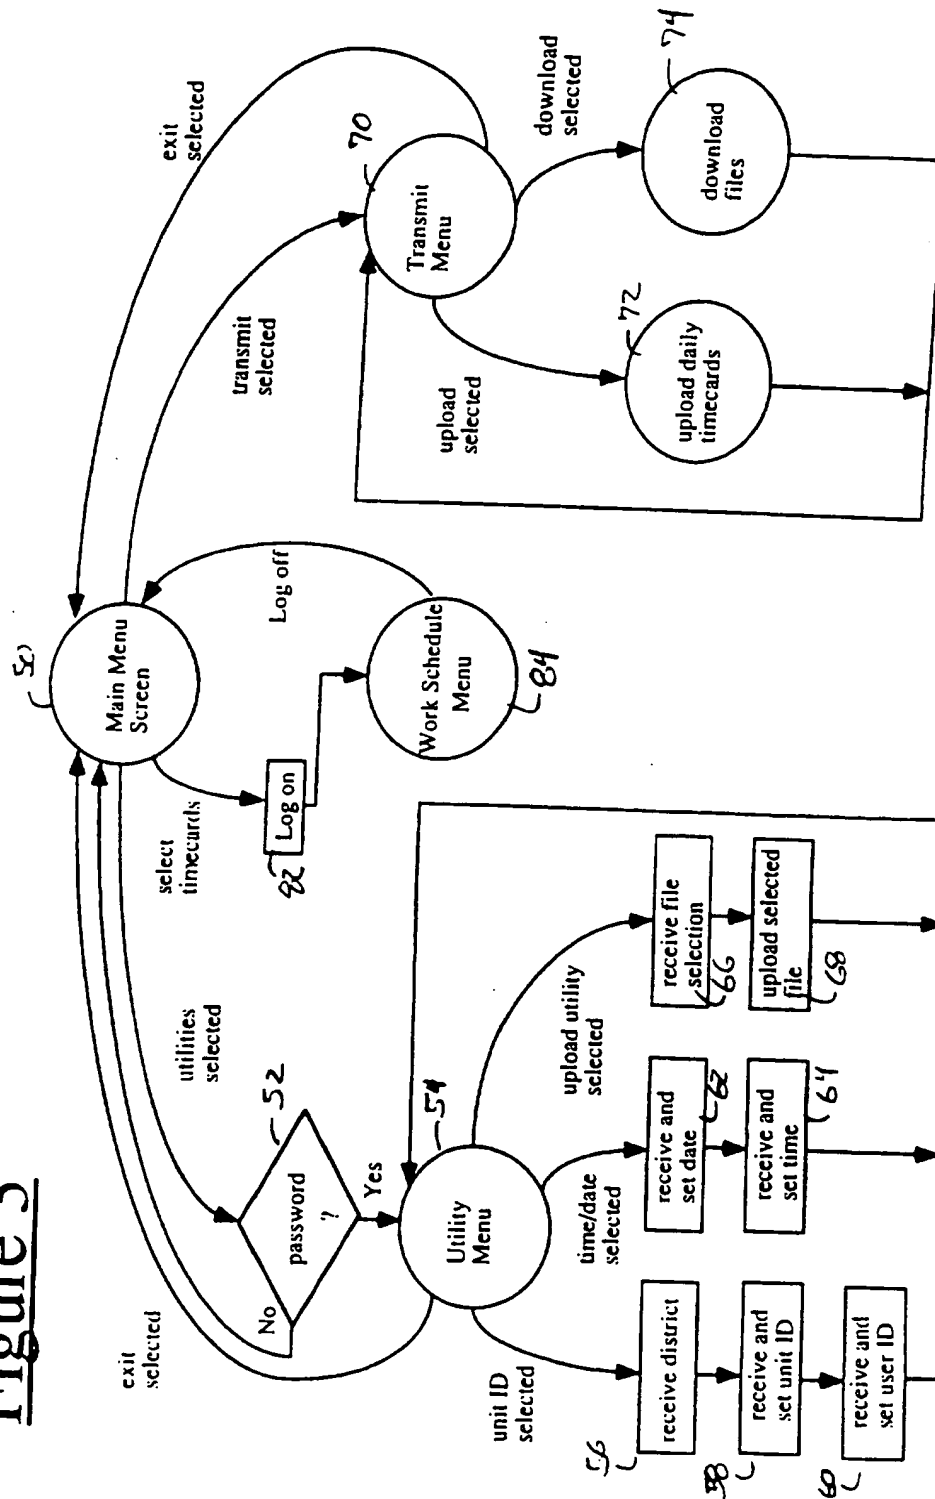 50
Main Menu
Screen
exit
selected
utilities
selected
select
timecards
Log off
transmit
selected
exit
selected
52
password
?
No
Yes
82
Log on
Work Schedule
Menu
84
70
Transmit
Menu
54
Utility
Menu
unit ID
selected
time/date
selected
upload utility
selected
upload
selected
download
selected
56
receive district
58
receive and
set unit ID
60
receive and
set user ID
receive and
set date
62
receive and
set time
64
receive file
selection
66
upload selected
file
68
72
upload daily
timecards
74
download
files